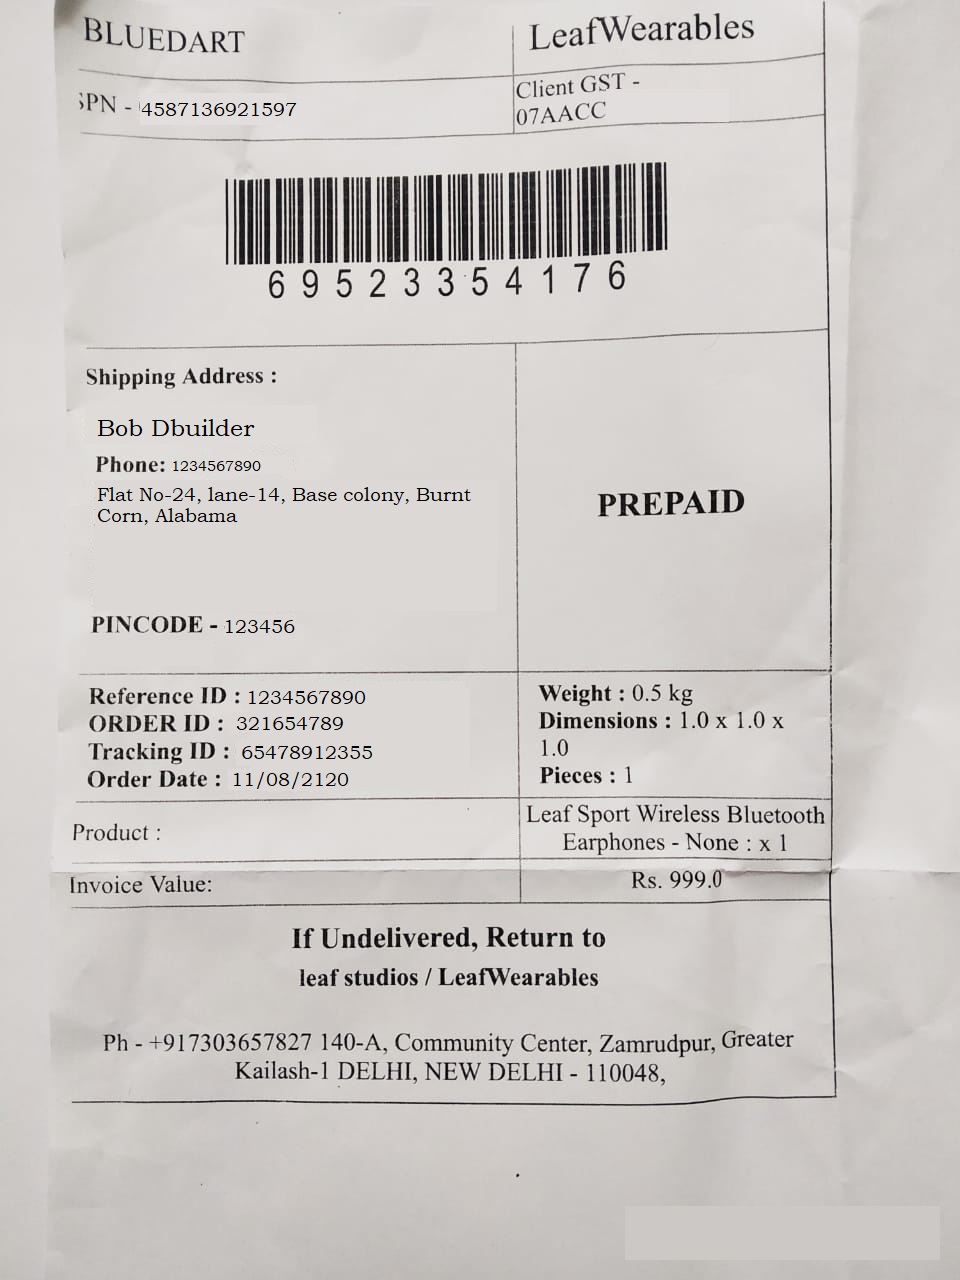 BLUEDART
LeafWearables
SPN - 4587136921597
Client GST -
07AACC
69523354176
Shipping Address :
Bob Dbuilder
Phone: 1234567890
Flat No-24, lane-14, Base colony, Burnt
Corn, Alabama
PREPAID
PINCODE - 123456
Reference ID : 1234567890
ORDER ID : 321654789
Tracking ID : 65478912355
Order Date : 11/08/2120
Weight : 0.5 kg
Dimensions : 1.0 x 1.0 x
1.0
Pieces : 1
Product :
Leaf Sport Wireless Bluetooth
Earphones - None : x 1
Invoice Value:
Rs. 999.0
If Undelivered, Return to
leaf studios / LeafWearables
Ph - +917303657827 140-A, Community Center, Zamrudpur, Greater
Kailash-1 DELHI, NEW DELHI - 110048,